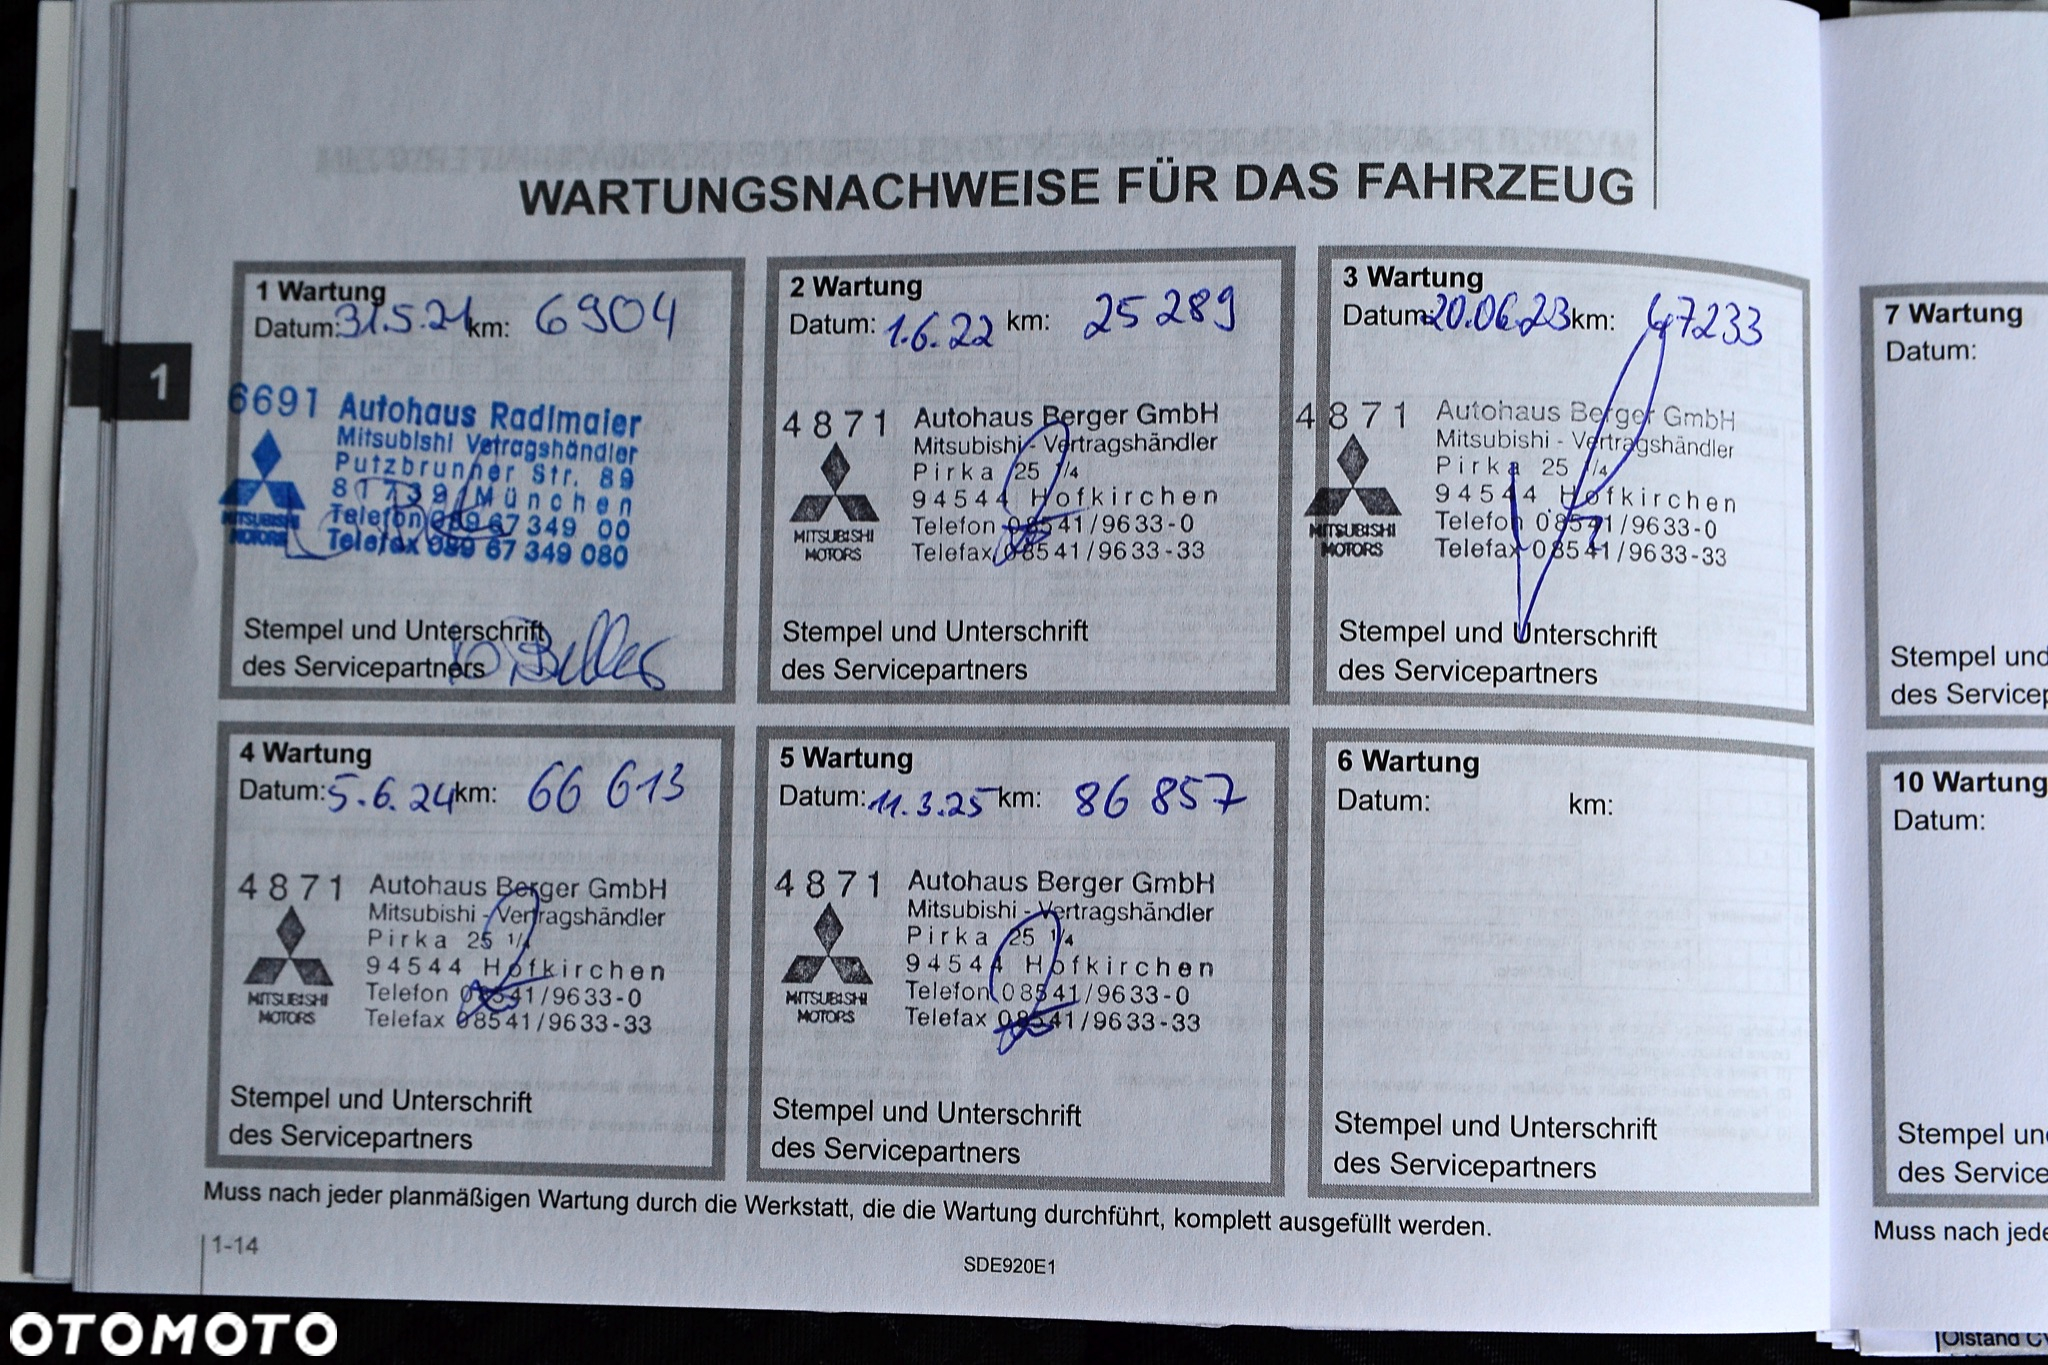 WARTUNGSNACHWEISE FÜR DAS FAHRZEUG
1
1 Wartung
Datum: 31.5.21 km: 6904
6691 Autohaus Radlmaier
Mitsubishi Vetragshändler
Putzbrunner Str. 89
81739 München
Telefon 089 67 349 00
Telefax 089 67 349 080
MITSUBISHI
MOTORS
Stempel und Unterschrift
des Servicepartners
2 Wartung
Datum: 1.6.22 km: 25 289
4871 Autohaus Berger GmbH
Mitsubishi - Vertragshändler
Pirka 25 1/4
94544 Hofkirchen
Telefon 08541/9633-0
Telefax 08541/9633-33
MITSUBISHI
MOTORS
Stempel und Unterschrift
des Servicepartners
3 Wartung
Datum: 20.06.23 km: 47233
4871 Autohaus Berger GmbH
Mitsubishi - Vertragshändler
Pirka 25 1/4
94544 Hofkirchen
Telefon 08541/9633-0
Telefax 08541/9633-33
MITSUBISHI
MOTORS
Stempel und Unterschrift
des Servicepartners
4 Wartung
Datum: 5.6.24 km: 66 613
4871 Autohaus Berger GmbH
Mitsubishi - Vertragshändler
Pirka 25 1/4
94544 Hofkirchen
Telefon 08541/9633-0
Telefax 08541/9633-33
MITSUBISHI
MOTORS
Stempel und Unterschrift
des Servicepartners
5 Wartung
Datum: 11.3.25 km: 86 857
4871 Autohaus Berger GmbH
Mitsubishi - Vertragshändler
Pirka 25 1/4
94544 Hofkirchen
Telefon 08541/9633-0
Telefax 08541/9633-33
MITSUBISHI
MOTORS
Stempel und Unterschrift
des Servicepartners
6 Wartung
Datum: km:
Stempel und Unterschrift
des Servicepartners
Muss nach jeder planmäßigen Wartung durch die Werkstatt, die die Wartung durchführt, komplett ausgefüllt werden.
1-14
SDE920E1
7 Wartung
Datum:
Stempel und
des Servicep
10 Wartung
Datum:
Stempel un
des Service
Muss nach jede
Ölstand CV
OTOMOTO